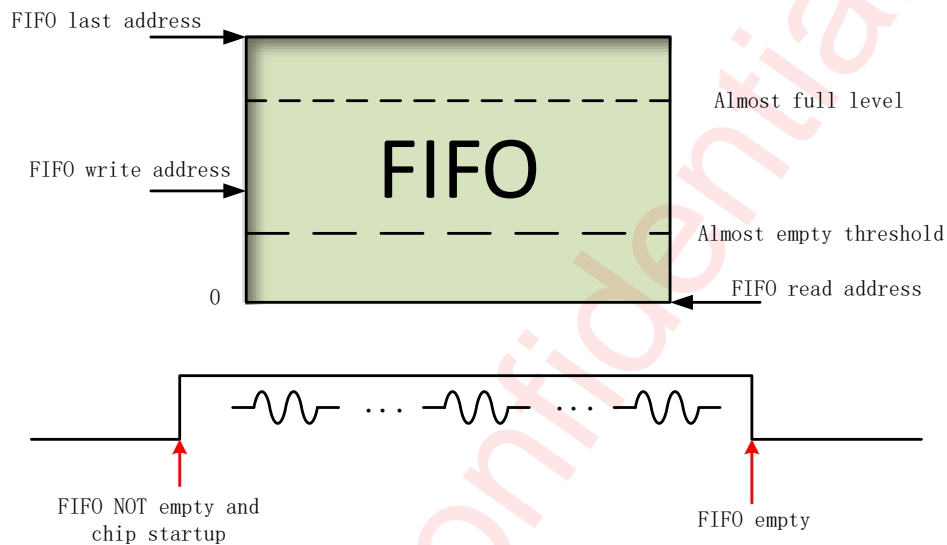 FIFO last address
Almost full level
FIFO
FIFO write address
Almost empty threshold
FIFO read address
0
... ...
FIFO NOT empty and
chip startup
FIFO empty
Confidential